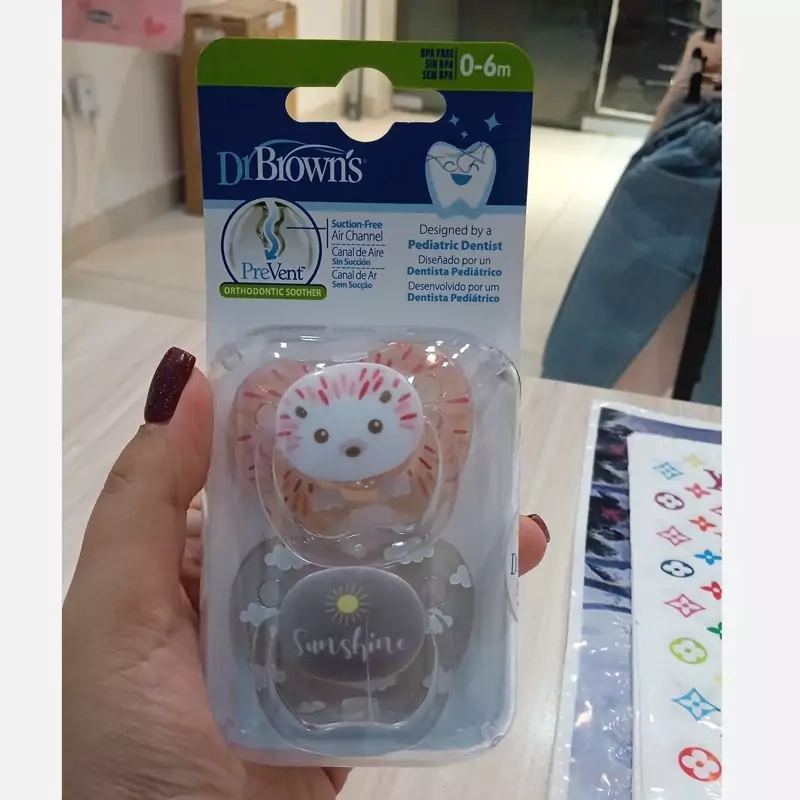 BPA FREE
SIN BPA
SEM BPA
0-6m
Dr Brown's
Suction-Free
Air Channel
Canal de Aire
Sin Succión
Canal de Ar
Sem Sucção
PreVent™
ORTHODONTIC SOOTHER
Designed by a
Pediatric Dentist
Diseñado por un
Dentista Pediátrico
Desenvolvido por um
Dentista Pediátrico
Sunshine